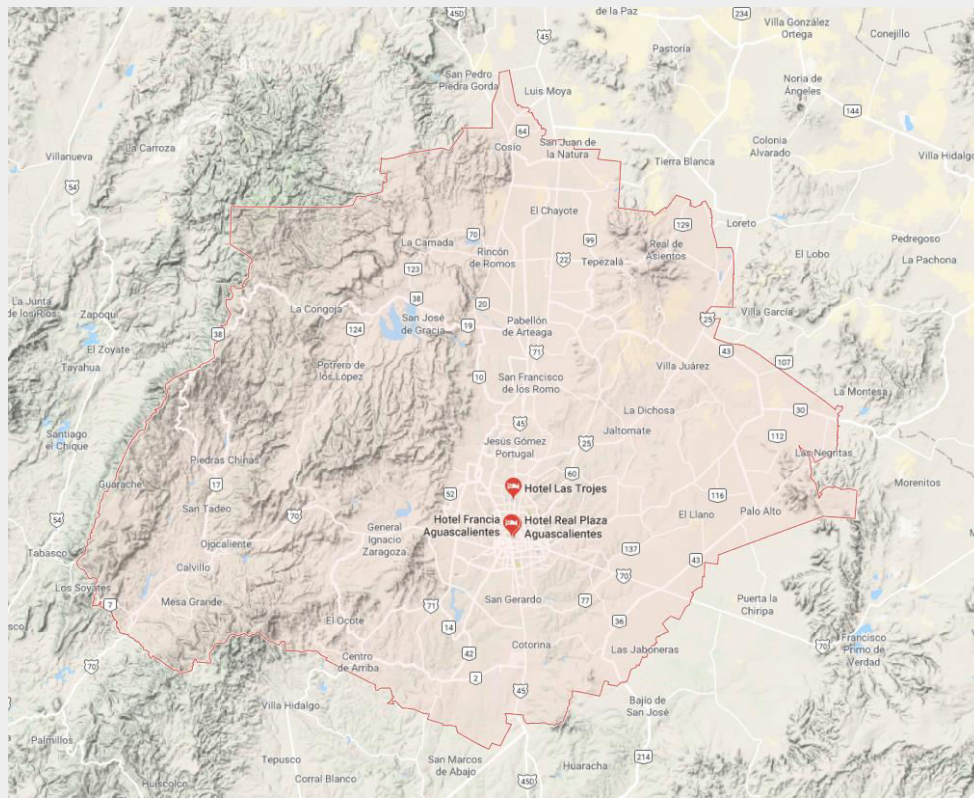 de la Paz
234
Villa González
Ortega
Conejillo
45D
45
Pastoría
San Pedro
Piedra Gorda
Luis Moya
Noria de
Ángeles
144
Villanueva
La Carroza
64
Cosío
San Juan de
la Natura
Tierra Blanca
Colonia
Alvarado
Villa Hidalgo
54
54
El Chayote
129
Loreto
Pedregoso
La Camada
70
Rincón
de Romos
99
22
Tepezalá
Real de
Asientos
El Lobo
La Pachona
123
La Junta
de los Ríos
Zapoqui
La Congoja
38
20
124
San José
de Gracia
19
Pabellón
de Arteaga
25
Villa García
38
El Zoyate
Tayahua
71
43
107
Potrero de
los López
10
San Francisco
de los Romo
Villa Juárez
La Montesa
Santiago
el Chique
45
La Dichosa
30
Jesús Gómez
Portugal
25
Jaltomate
112
Las Negritas
Piedras Chinas
Guarache
17
60
52
Hotel Las Trojes
116
Morenitos
San Tadeo
70
General
Ignacio
Zaragoza
Hotel Francia
Aguascalientes
Hotel Real Plaza
Aguascalientes
El Llano
Palo Alto
Ojocaliente
Tabasco
137
43
Calvillo
70
Los Soyates
7
Mesa Grande
71
San Gerardo
77
Puerta la
Chiripa
El Ocote
14
36
Francisco
Primo de
Verdad
70
42
Cotorina
Las Jaboneras
70
Centro
de Arriba
2
45
Villa Hidalgo
Bajío de
San José
Palmillos
Tepusco
San Marcos
de Abajo
Huaracha
214
Huiscolco
Corral Blanco
45D